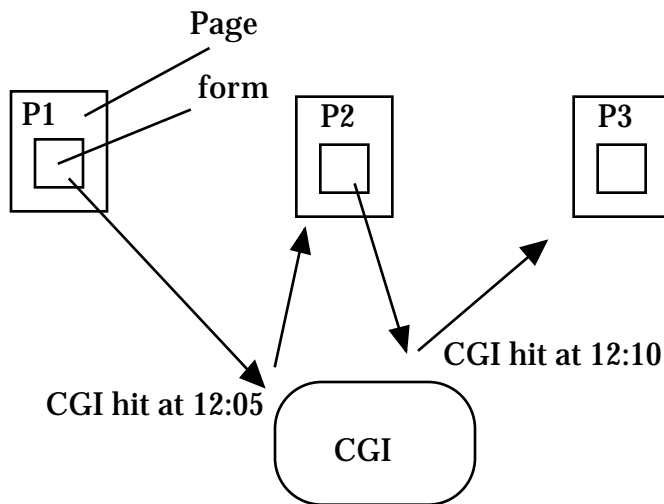 Page
form
P1
P2
P3
CGI hit at 12:05
CGI hit at 12:10
CGI